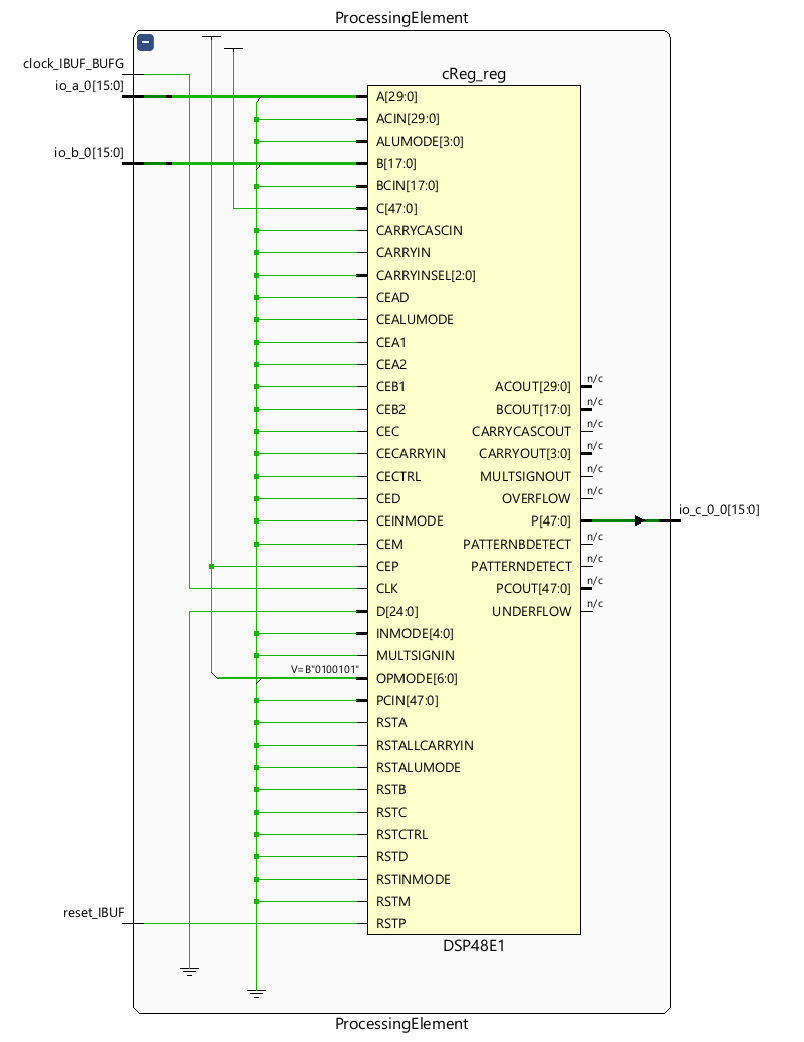 ProcessingElement
clock_IBUF_BUFG
io_a_0[15:0]
io_b_0[15:0]
reset_IBUF
cReg_reg
A[29:0]
ACIN[29:0]
ALUMODE[3:0]
B[17:0]
BCIN[17:0]
C[47:0]
CARRYCASCIN
CARRYIN
CARRYINSEL[2:0]
CEAD
CEALUMODE
CEA1
CEA2
CEB1
CEB2
CEC
CECARRYIN
CECTRL
CED
CEINMODE
CEM
CEP
CLK
D[24:0]
INMODE[4:0]
MULTSIGNIN
V=B"0100101"
OPMODE[6:0]
PCIN[47:0]
RSTA
RSTALLCARRYIN
RSTALUMODE
RSTB
RSTC
RSTCTRL
RSTD
RSTINMODE
RSTM
RSTP
ACOUT[29:0] n/c
BCOUT[17:0] n/c
CARRYCASCOUT n/c
CARRYOUT[3:0] n/c
MULTSIGNOUT n/c
OVERFLOW n/c
P[47:0]
PATTERNBDETECT n/c
PATTERNDETECT n/c
PCOUT[47:0] n/c
UNDERFLOW n/c
io_c_0_0[15:0]
DSP48E1
ProcessingElement